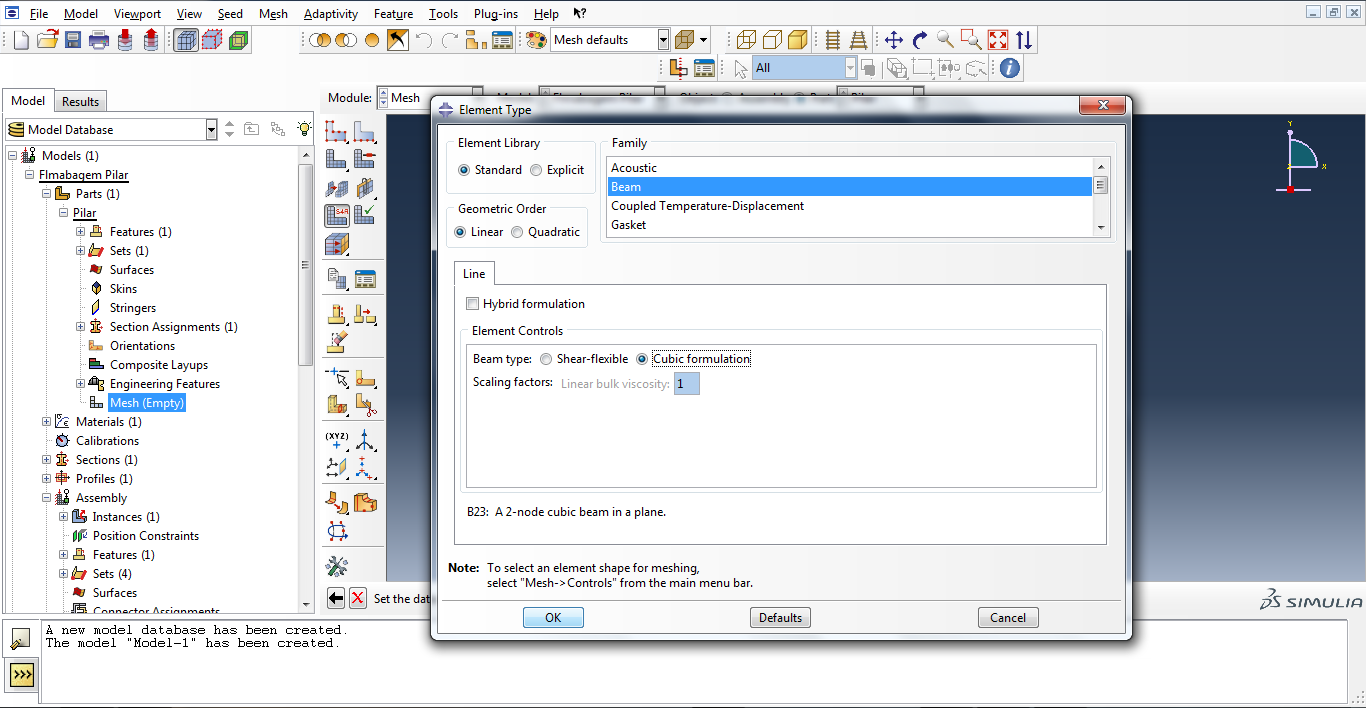 File Model Viewport View Seed Mesh Adaptivity Feature Tools Plug-ins Help
Mesh defaults
All
Model Results
Module: Mesh
Model Database
Models (1)
Flmabagem Pilar
Parts (1)
Pilar
Features (1)
Sets (1)
Surfaces
Skins
Stringers
Section Assignments (1)
Orientations
Composite Layups
Engineering Features
Mesh (Empty)
Materials (1)
Calibrations
Sections (1)
Profiles (1)
Assembly
Instances (1)
Position Constraints
Features (1)
Sets (4)
Surfaces
Connector Assignments
S4R
(XYZ)
Element Type
Element Library
Standard Explicit
Geometric Order
Linear Quadratic
Family
Acoustic
Beam
Coupled Temperature-Displacement
Gasket
Line
Hybrid formulation
Element Controls
Beam type: Shear-flexible Cubic formulation
Scaling factors: Linear bulk viscosity: 1
B23: A 2-node cubic beam in a plane.
Note: To select an element shape for meshing,
select "Mesh->Controls" from the main menu bar.
OK Defaults Cancel
Y
X
Set the dat
SIMULIA
A new model database has been created.
The model "Model-1" has been created.
>>>